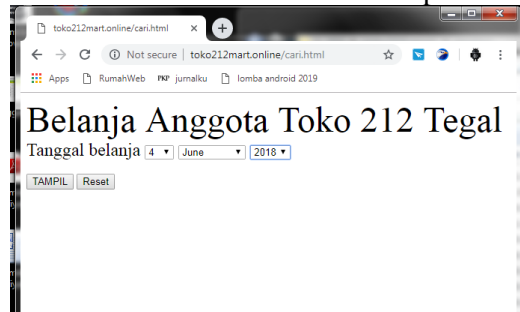 toko212mart.online/cari.html
Not secure | toko212mart.online/cari.html
Apps RumahWeb PKP jurnalku lomba android 2019
Belanja Anggota Toko 212 Tegal
Tanggal belanja 4 June 2018
TAMPIL Reset